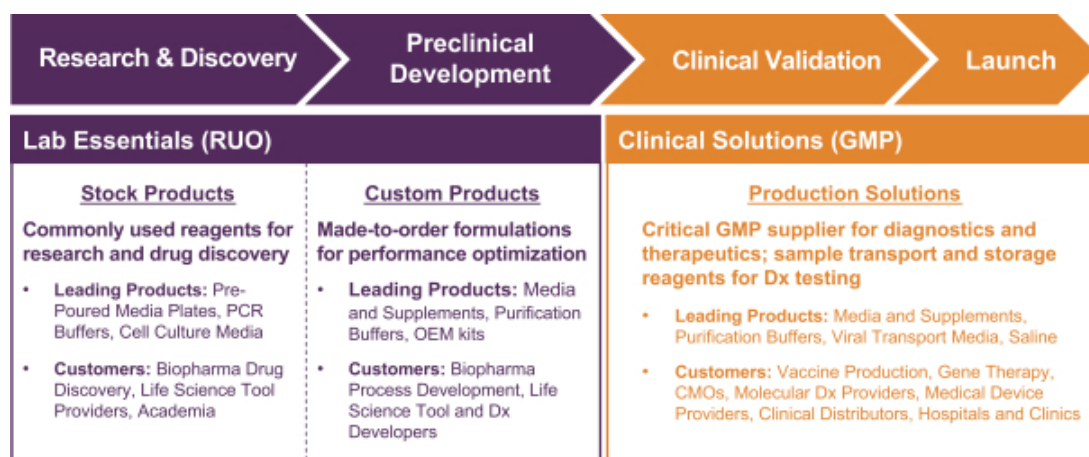 Research & Discovery
Preclinical
Development
Clinical Validation
Launch
Lab Essentials (RUO)
Stock Products
Commonly used reagents for
research and drug discovery
• Leading Products: Pre-
Poured Media Plates, PCR
Buffers, Cell Culture Media
• Customers: Biopharma Drug
Discovery, Life Science Tool
Providers, Academia
Custom Products
Made-to-order formulations
for performance optimization
• Leading Products: Media
and Supplements, Purification
Buffers, OEM kits
• Customers: Biopharma
Process Development, Life
Science Tool and Dx
Developers
Clinical Solutions (GMP)
Production Solutions
Critical GMP supplier for diagnostics and
therapeutics; sample transport and storage
reagents for Dx testing
• Leading Products: Media and Supplements,
Purification Buffers, Viral Transport Media, Saline
• Customers: Vaccine Production, Gene Therapy,
CMOs, Molecular Dx Providers, Medical Device
Providers, Clinical Distributors, Hospitals and Clinics